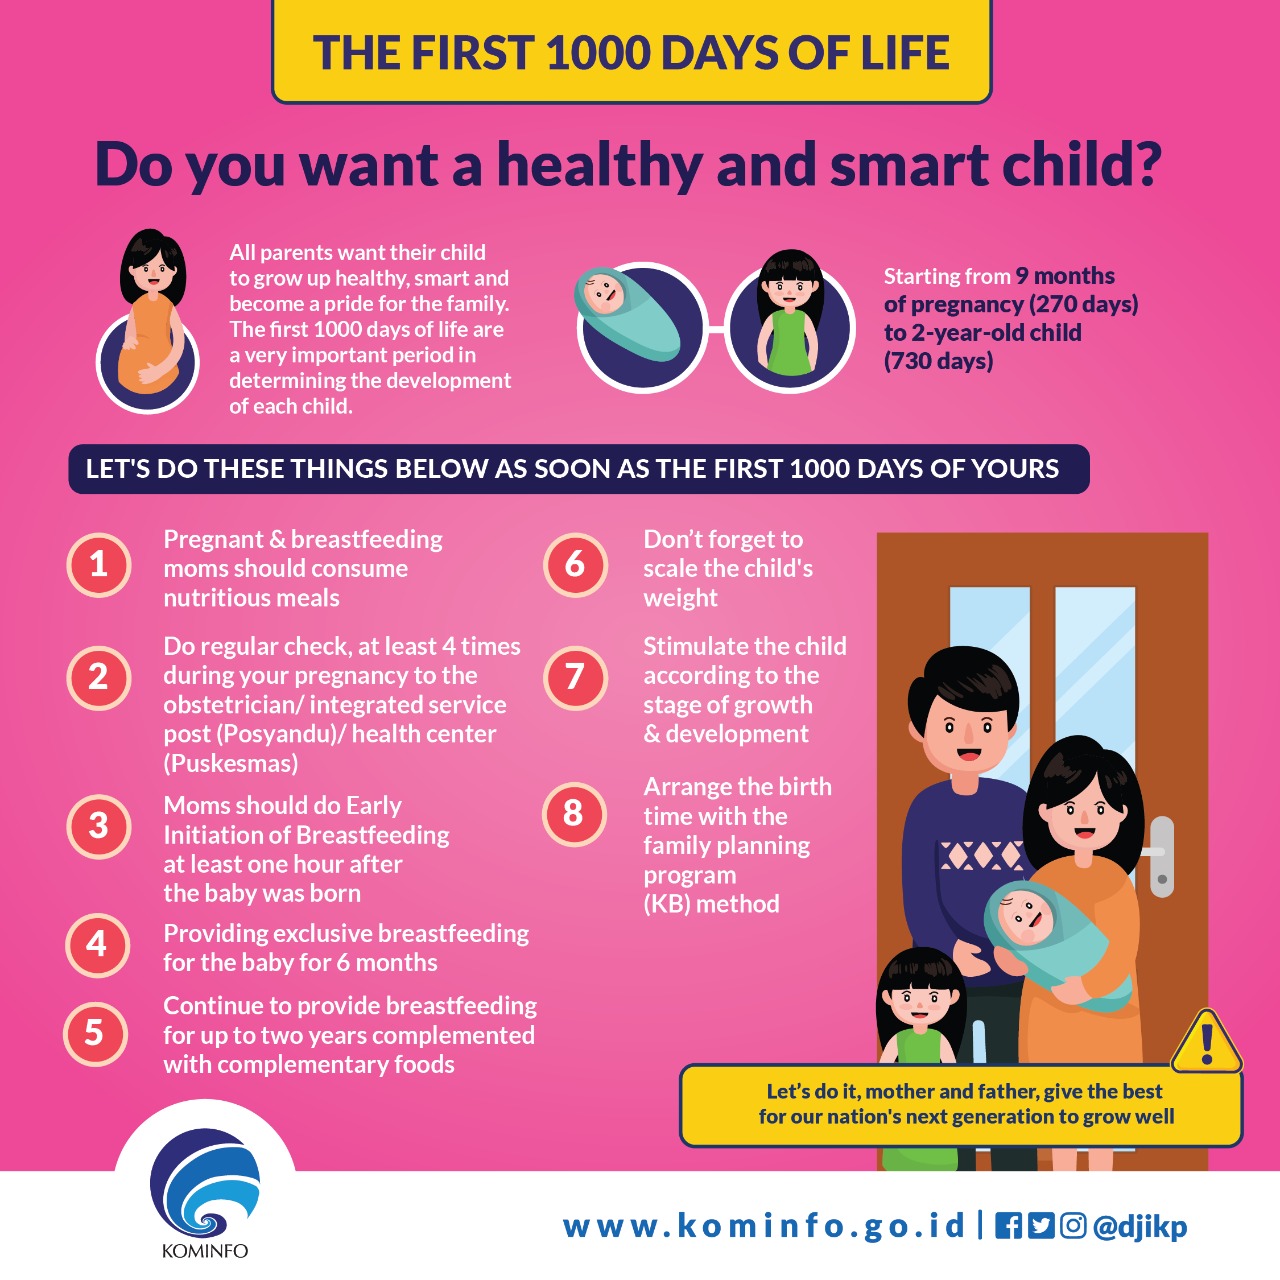 THE FIRST 1000 DAYS OF LIFE
Do you want a healthy and smart child?
All parents want their child
to grow up healthy, smart and
become a pride for the family.
The first 1000 days of life are
a very important period in
determining the development
of each child.
Starting from 9 months
of pregnancy (270 days)
to 2-year-old child
(730 days)
LET'S DO THESE THINGS BELOW AS SOON AS THE FIRST 1000 DAYS OF YOURS
1
Pregnant & breastfeeding
moms should consume
nutritious meals
2
Do regular check, at least 4 times
during your pregnancy to the
obstetrician/ integrated service
post (Posyandu)/ health center
(Puskesmas)
3
Moms should do Early
Initiation of Breastfeeding
at least one hour after
the baby was born
4
Providing exclusive breastfeeding
for the baby for 6 months
5
Continue to provide breastfeeding
for up to two years complemented
with complementary foods
6
Don’t forget to
scale the child's
weight
7
Stimulate the child
according to the
stage of growth
& development
8
Arrange the birth
time with the
family planning
program
(KB) method
!
Let’s do it, mother and father, give the best
for our nation's next generation to grow well
KOMINFO
www.kominfo.go.id | @djikp